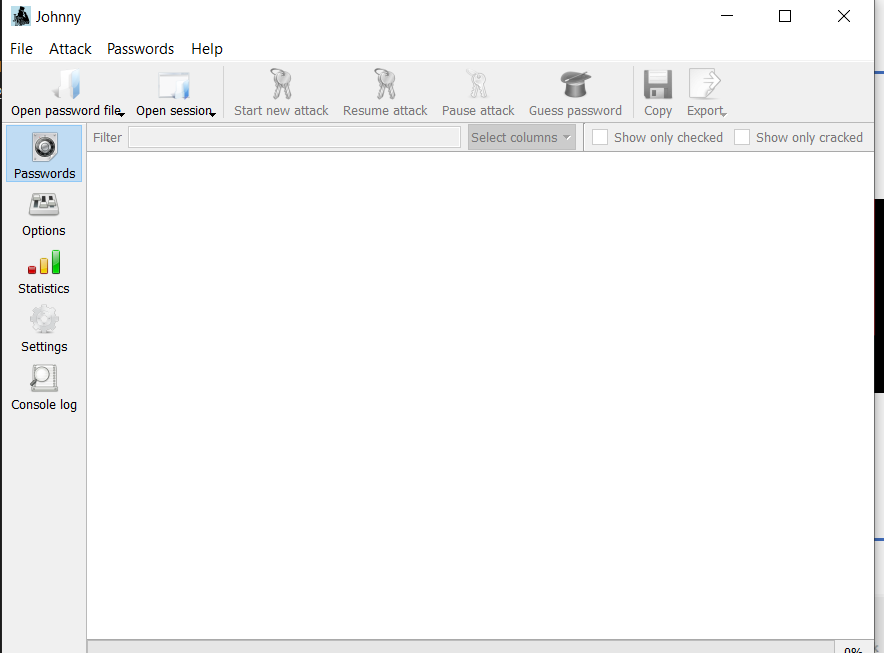 Johnny
File Attack Passwords Help
Open password file Open session Start new attack Resume attack Pause attack Guess password Copy Export
Filter Select columns Show only checked Show only cracked
Passwords
Options
Statistics
Settings
Console log
0%